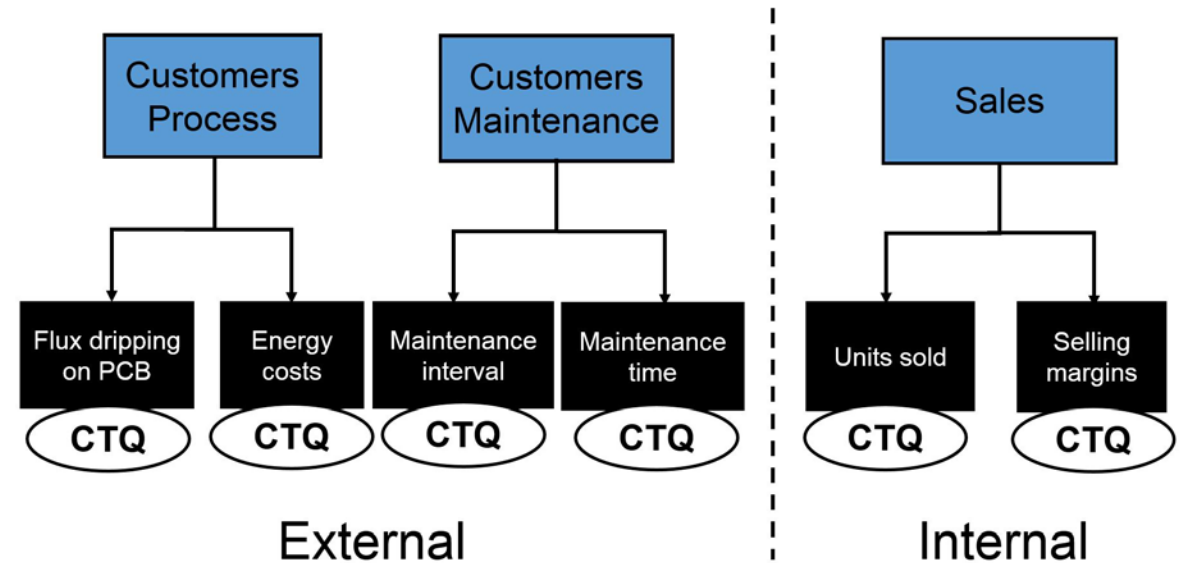 Customers
Process
Customers
Maintenance
Sales
Flux dripping
on PCB
Energy
costs
Maintenance
interval
Maintenance
time
Units sold
Selling
margins
CTQ
CTQ
CTQ
CTQ
CTQ
CTQ
External
Internal